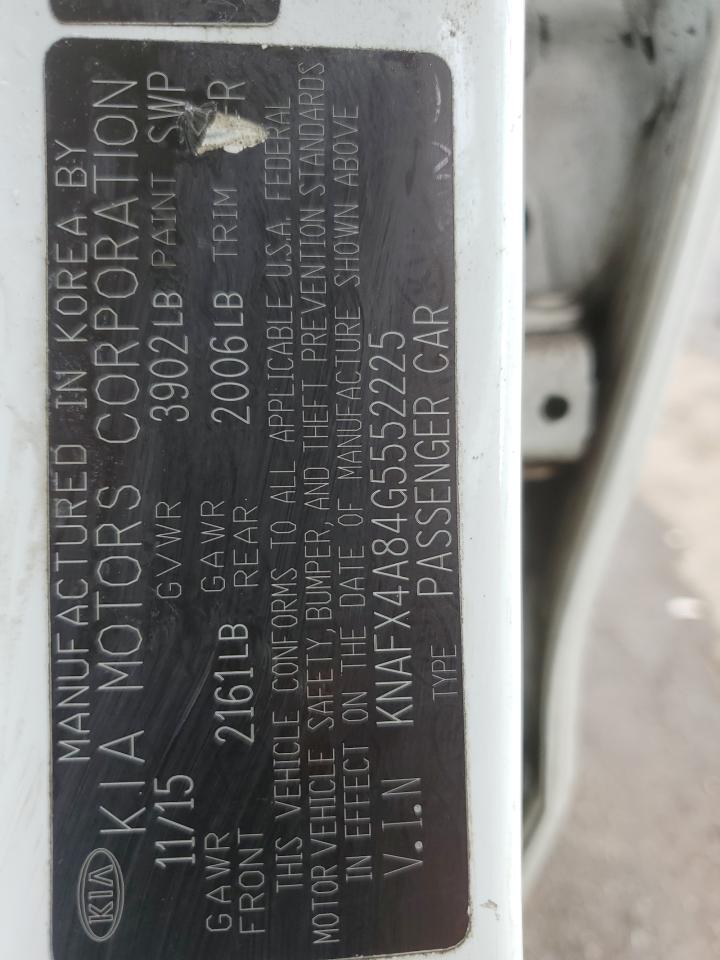 MANUFACTURED IN KOREA BY
KIA KIA MOTORS CORPORATION
11/15 GVWR 3902LB PAINT SWP
GAWR FRONT 2161LB GAWR REAR 2006LB TRIM
THIS VEHICLE CONFORMS TO ALL APPLICABLE U.S.A. FEDERAL
MOTOR VEHICLE SAFETY, BUMPER, AND THEFT PREVENTION STANDARDS
IN EFFECT ON THE DATE OF MANUFACTURE SHOWN ABOVE
V.I.N KNAFX4A84G5552225
TYPE PASSENGER CAR